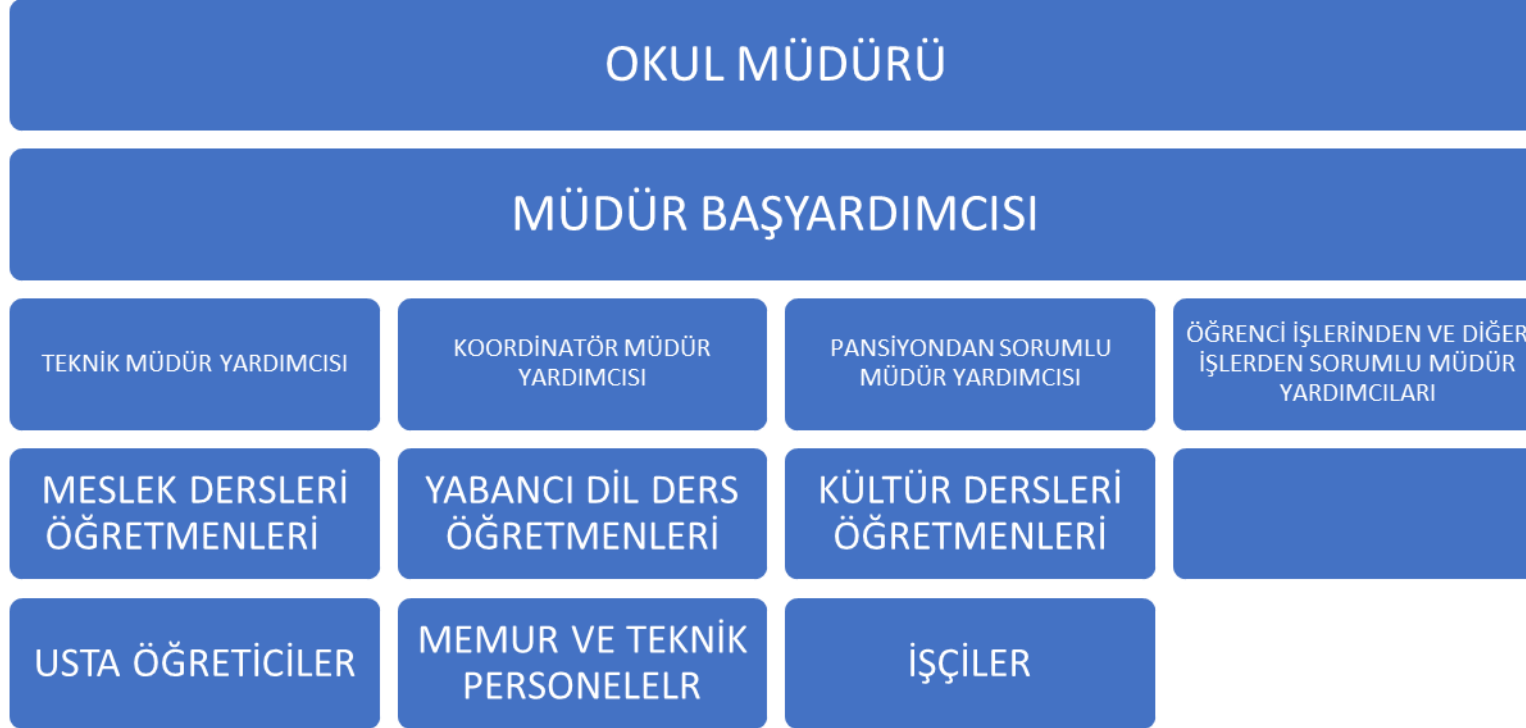 OKUL MÜDÜRÜ
MÜDÜR BAŞYARDIMCISI
TEKNİK MÜDÜR YARDIMCISI
KOORDİNATÖR MÜDÜR
YARDIMCISI
PANSİYONDAN SORUMLU
MÜDÜR YARDIMCISI
ÖĞRENCİ İŞLERİNDEN VE DİĞER
İŞLERDEN SORUMLU MÜDÜR
YARDIMCILARI
MESLEK DERSLERİ
ÖĞRETMENLERİ
YABANCI DİL DERS
ÖĞRETMENLERİ
KÜLTÜR DERSLERİ
ÖĞRETMENLERİ
USTA ÖĞRETİCİLER
MEMUR VE TEKNİK
PERSONELELR
İŞÇİLER